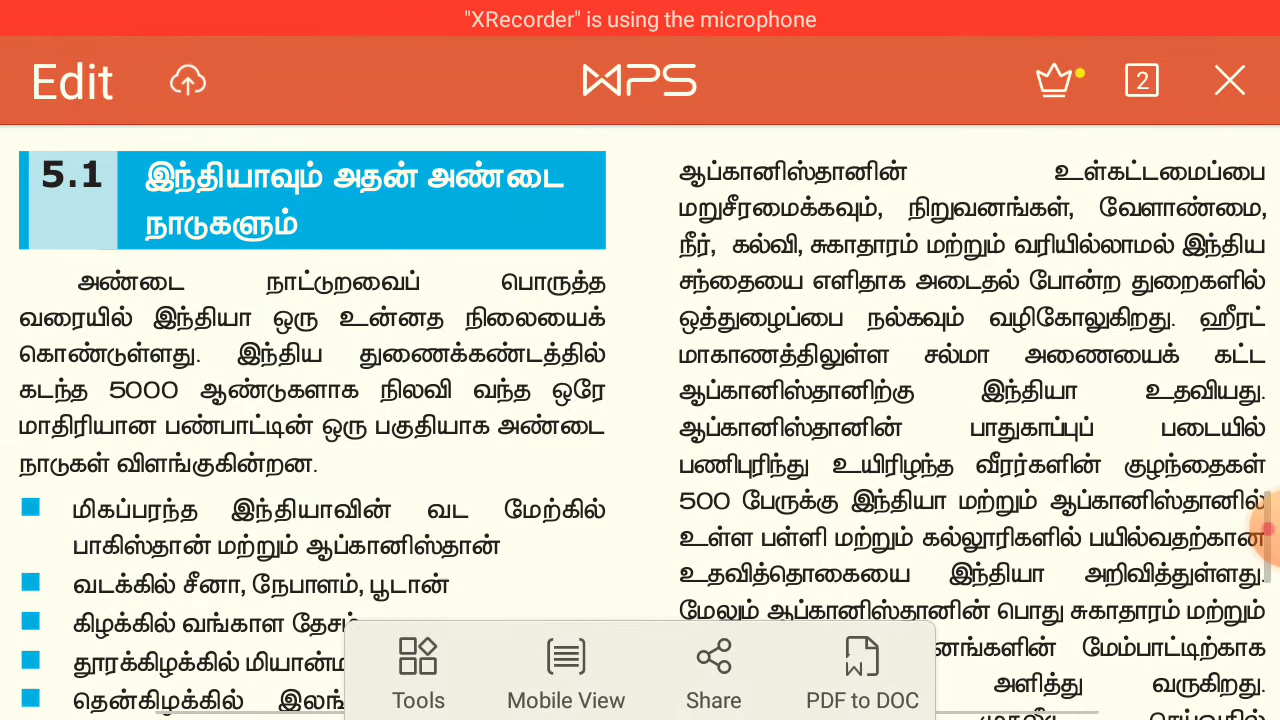 "XRecorder" is using the microphone
Edit
WPS
2
5.1 இந்தியாவும் அதன் அண்டை
நாடுகளும்
அண்டை நாட்டுறவைப் பொருத்த
வரையில் இந்தியா ஒரு உன்னத நிலையைக்
கொண்டுள்ளது. இந்திய துணைக்கண்டத்தில்
கடந்த 5000 ஆண்டுகளாக நிலவி வந்த ஒரே
மாதிரியான பண்பாட்டின் ஒரு பகுதியாக அண்டை
நாடுகள் விளங்குகின்றன.
மிகப்பரந்த இந்தியாவின் வட மேற்கில்
பாகிஸ்தான் மற்றும் ஆப்கானிஸ்தான்
வடக்கில் சீனா, நேபாளம், பூடான்
கிழக்கில் வங்காள தேசம்
தூரக்கிழக்கில்
தென்கிழக்கில்
ஆப்கானிஸ்தானின் உள்கட்டமைப்பை
மறுசீரமைக்கவும், நிறுவனங்கள், வேளாண்மை,
நீர், கல்வி, சுகாதாரம் மற்றும் வரியில்லாமல் இந்திய
சந்தையை எளிதாக அடைதல் போன்ற துறைகளில்
ஒத்துழைப்பை நல்கவும் வழிகோலுகிறது. ஹீரட்
மாகாணத்திலுள்ள சல்மா அணையைக் கட்ட
ஆப்கானிஸ்தானிற்கு இந்தியா உதவியது.
ஆப்கானிஸ்தானின் பாதுகாப்புப் படையில்
பணிபுரிந்து உயிரிழந்த வீரர்களின் குழந்தைகள்
500 பேருக்கு இந்தியா மற்றும் ஆப்கானிஸ்தானில்
உள்ள பள்ளி மற்றும் கல்லூரிகளில் பயில்வதற்கான
உதவித்தொகையை இந்தியா அறிவித்துள்ளது.
மேலும் ஆப்கானிஸ்தானின் பொது சுகாதாரம் மற்றும்
மேம்பாட்டிற்காக
அளித்து வருகிறது.
Tools
Mobile View
Share
PDF to DOC